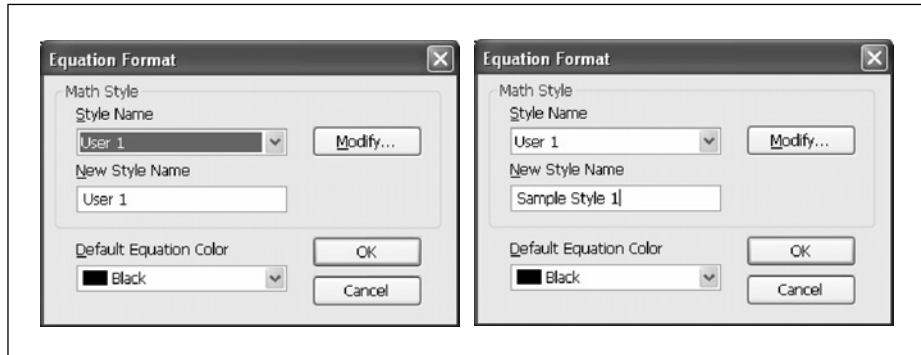 Equation Format
Math Style
Style Name
User 1
Modify...
New Style Name
User 1
Default Equation Color
OK
Black
Cancel
Equation Format
Math Style
Style Name
User 1
Modify...
New Style Name
Sample Style 1
Default Equation Color
OK
Black
Cancel